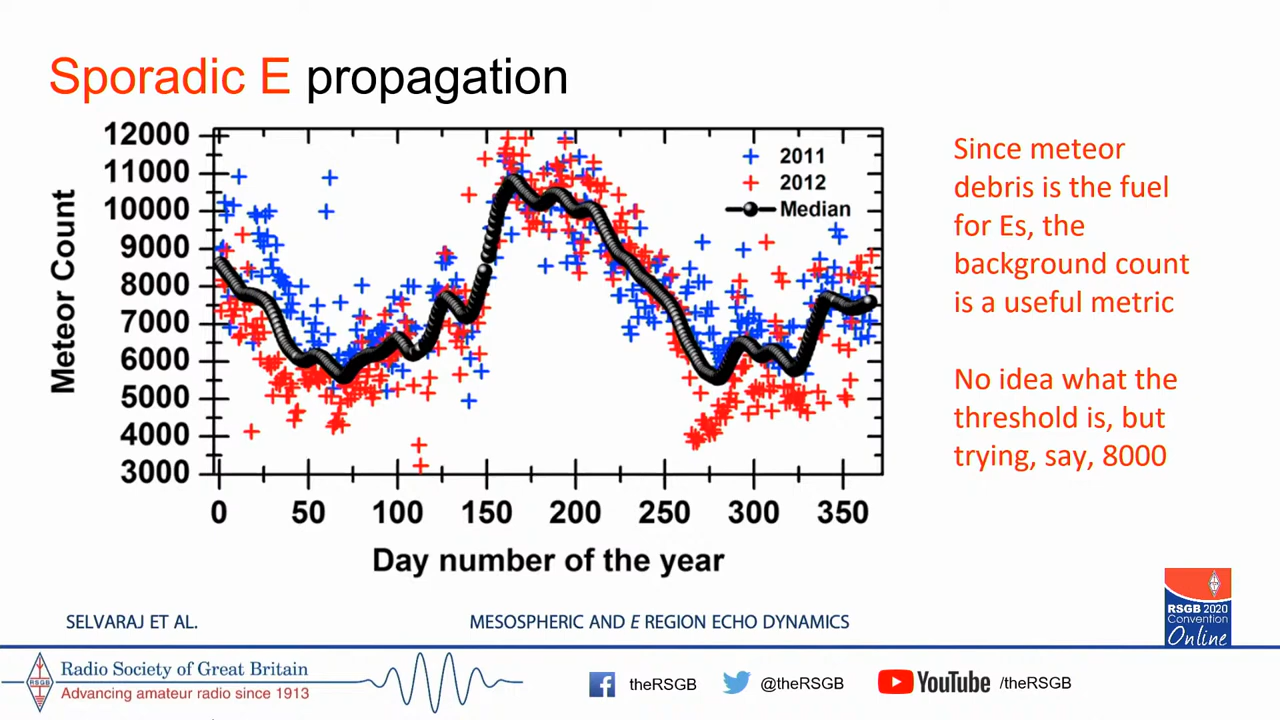 Sporadic E propagation
12000
11000
10000
9000
8000
7000
6000
5000
4000
3000
Meteor Count
2011
2012
Median
0 50 100 150 200 250 300 350
Day number of the year
Since meteor
debris is the fuel
for Es, the
background count
is a useful metric
No idea what the
threshold is, but
trying, say, 8000
SELVARAJ ET AL.
MESOSPHERIC AND E REGION ECHO DYNAMICS
RSGB 2020
Convention
Online
RSGB
Radio Society of Great Britain
Advancing amateur radio since 1913
theRSGB
@theRSGB
YouTube /theRSGB